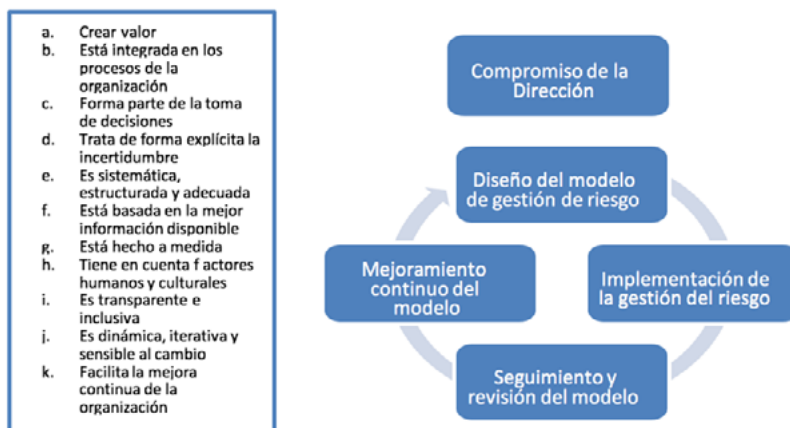 a. Crear valor
b. Está integrada en los
procesos de la
organización
c. Forma parte de la toma
de decisiones
d. Trata de forma explícita la
incertidumbre
e. Es sistemática,
estructurada y adecuada
f. Está basada en la mejor
información disponible
g. Está hecho a medida
h. Tiene en cuenta f actores
humanos y culturales
i. Es transparente e
inclusiva
j. Es dinámica, iterativa y
sensible al cambio
k. Facilita la mejora
continua de la
organización
Compromiso de la
Dirección
Diseño del modelo
de gestión de riesgo
Implementación de
la gestión del riesgo
Seguimiento y
revisión del modelo
Mejoramiento
continuo del
modelo